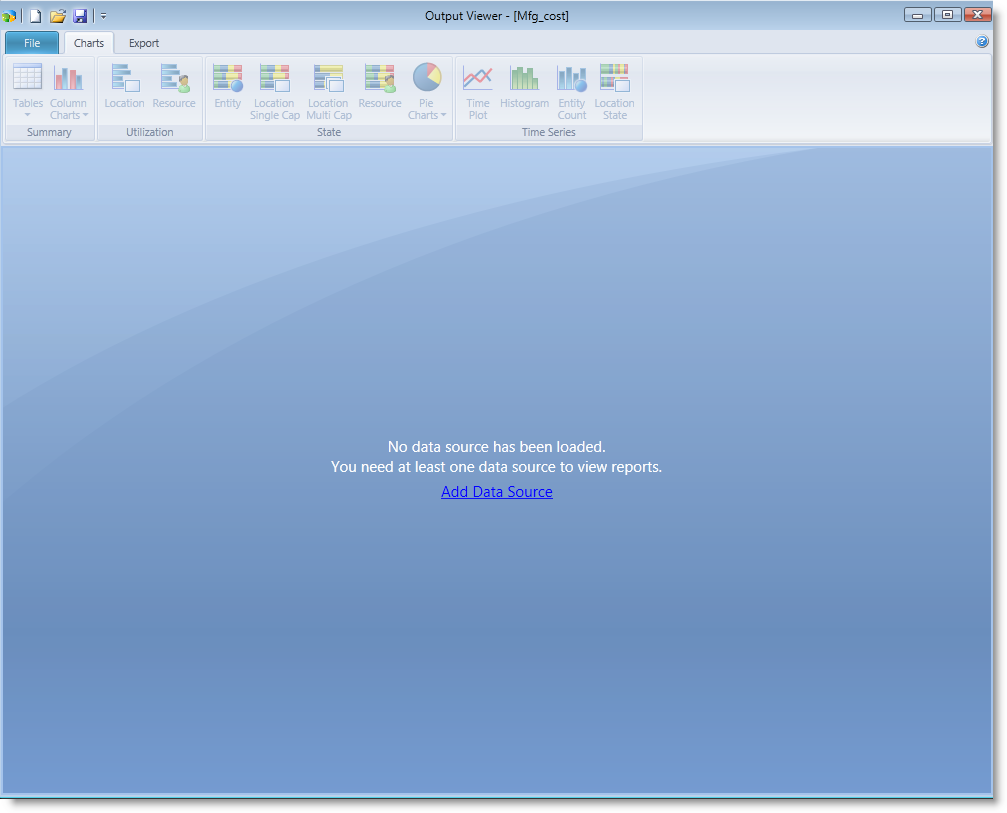 Output Viewer - [Mfg_cost]
File Charts Export
Tables Column Charts
Summary
Location Resource
Utilization
Entity Location Single Cap Location Multi Cap Resource Pie Charts
State
Time Plot Histogram Entity Count Location State
Time Series
No data source has been loaded.
You need at least one data source to view reports.
Add Data Source